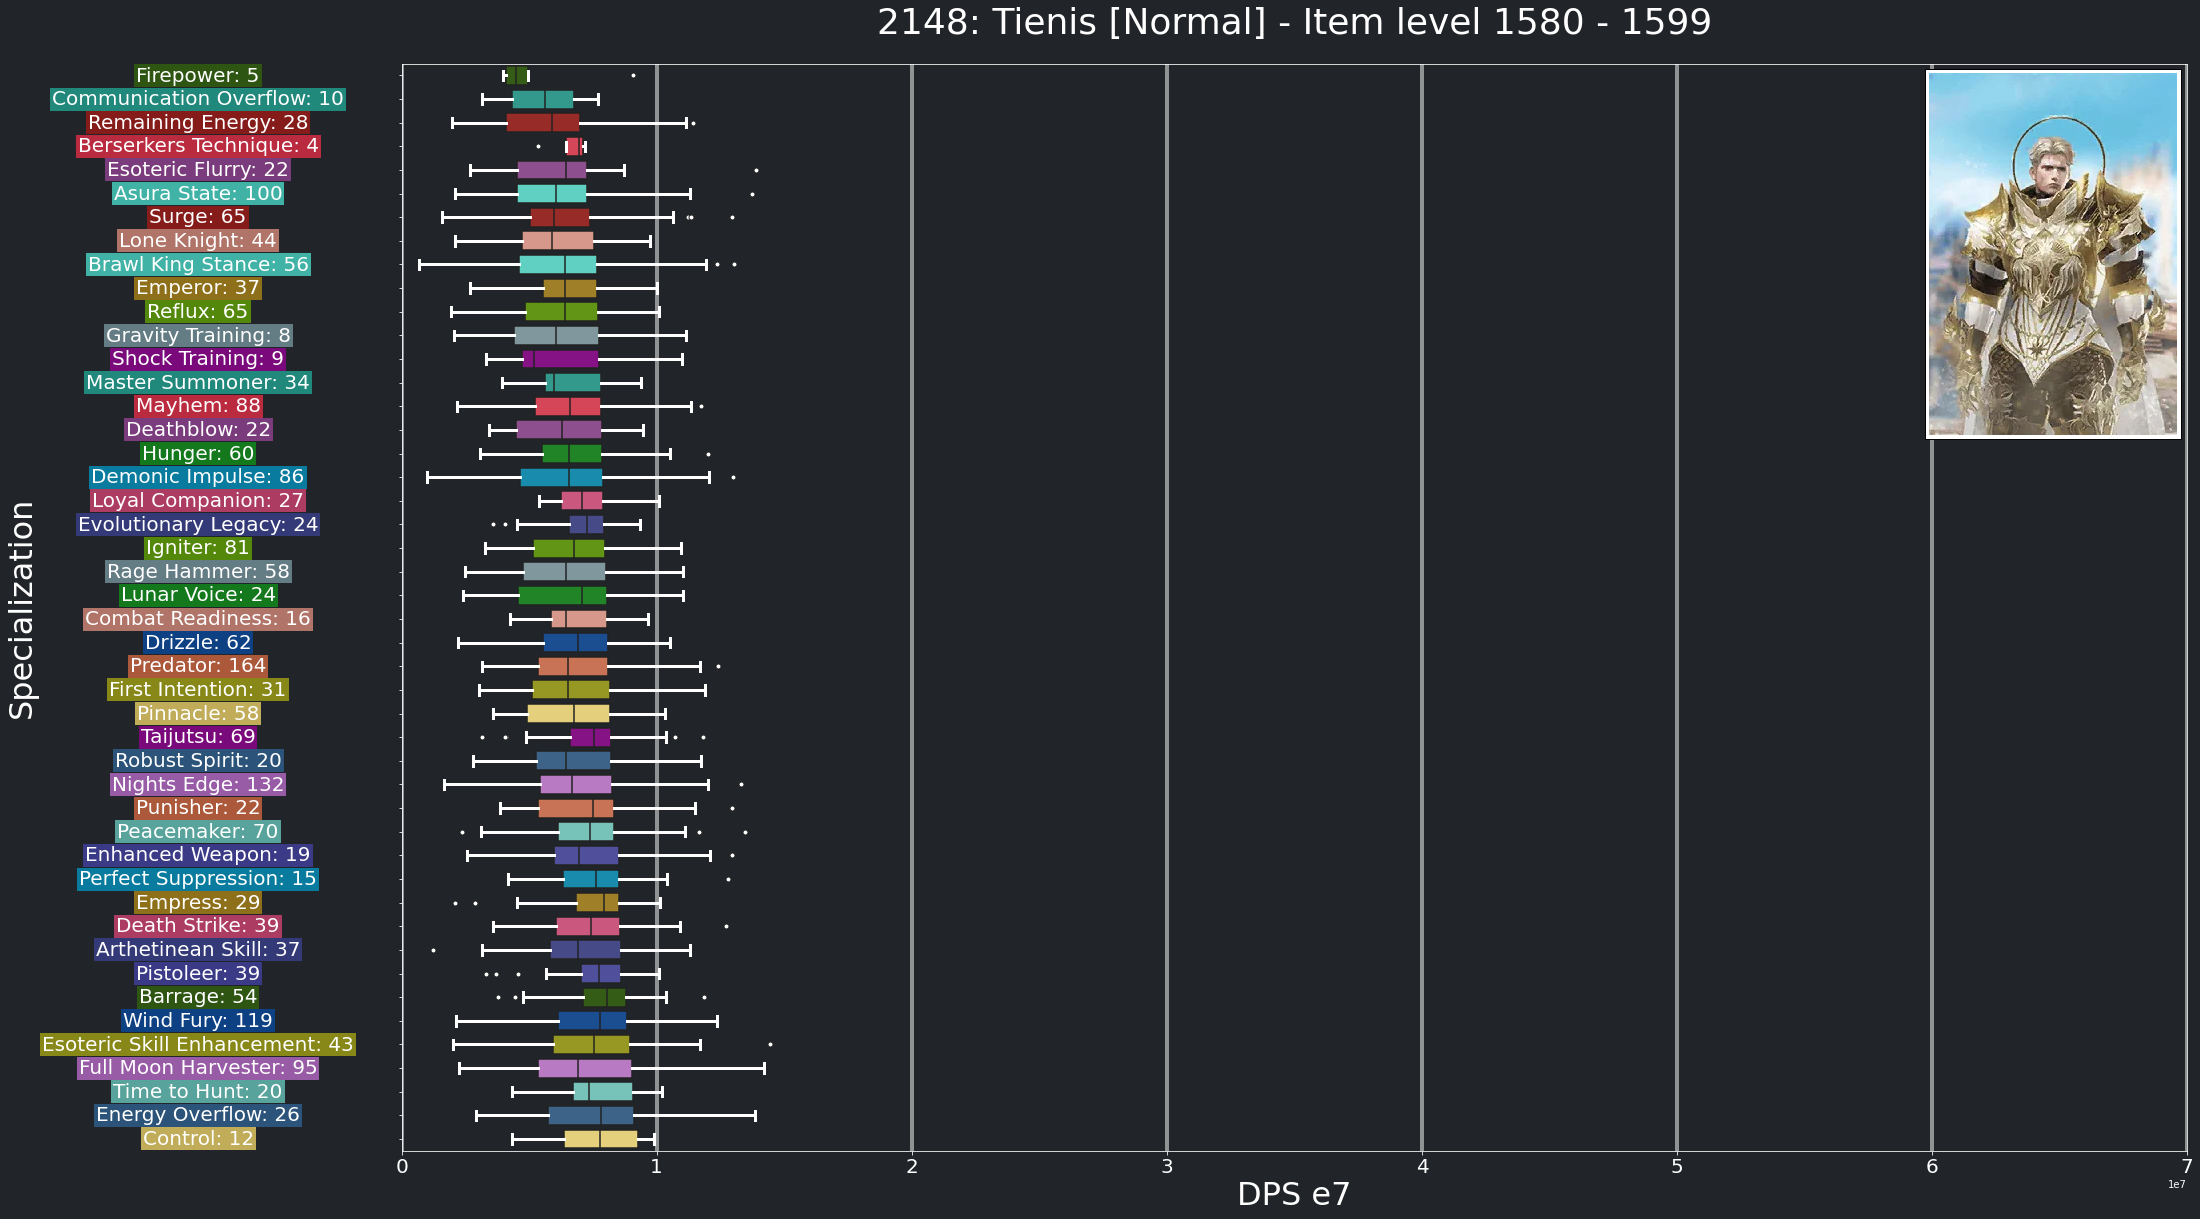 2148: Tienis [Normal] - Item level 1580 - 1599
Specialization
Firepower: 5
Communication Overflow: 10
Remaining Energy: 28
Berserkers Technique: 4
Esoteric Flurry: 22
Asura State: 100
Surge: 65
Lone Knight: 44
Brawl King Stance: 56
Emperor: 37
Reflux: 65
Gravity Training: 8
Shock Training: 9
Master Summoner: 34
Mayhem: 88
Deathblow: 22
Hunger: 60
Demonic Impulse: 86
Loyal Companion: 27
Evolutionary Legacy: 24
Igniter: 81
Rage Hammer: 58
Lunar Voice: 24
Combat Readiness: 16
Drizzle: 62
Predator: 164
First Intention: 31
Pinnacle: 58
Taijutsu: 69
Robust Spirit: 20
Nights Edge: 132
Punisher: 22
Peacemaker: 70
Enhanced Weapon: 19
Perfect Suppression: 15
Empress: 29
Death Strike: 39
Arthetinean Skill: 37
Pistoleer: 39
Barrage: 54
Wind Fury: 119
Esoteric Skill Enhancement: 43
Full Moon Harvester: 95
Time to Hunt: 20
Energy Overflow: 26
Control: 12
0 1 2 3 4 5 6 7
1e7
DPS e7